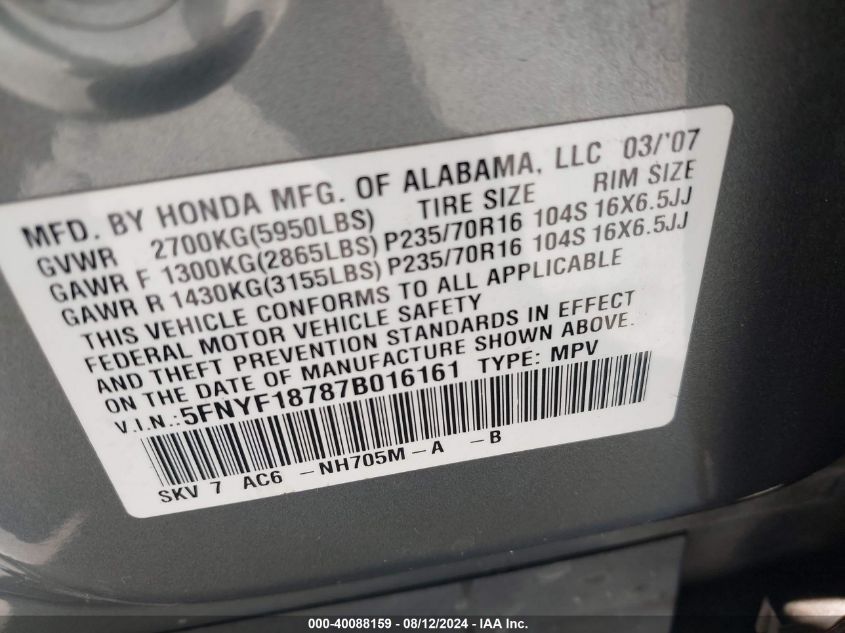 MFD. BY HONDA MFG. OF ALABAMA, LLC 03/'07
GVWR 2700KG(5950LBS) TIRE SIZE RIM SIZE
GAWR F 1300KG(2865LBS) P235/70R16 104S 16X6.5JJ
GAWR R 1430KG(3155LBS) P235/70R16 104S 16X6.5JJ
THIS VEHICLE CONFORMS TO ALL APPLICABLE
FEDERAL MOTOR VEHICLE SAFETY
AND THEFT PREVENTION STANDARDS IN EFFECT
ON THE DATE OF MANUFACTURE SHOWN ABOVE.
V.I.N.:5FNYF18787B016161 TYPE: MPV
SKV 7 AC6 -NH705M-A -B
000-40088159 - 08/12/2024 - IAA Inc.